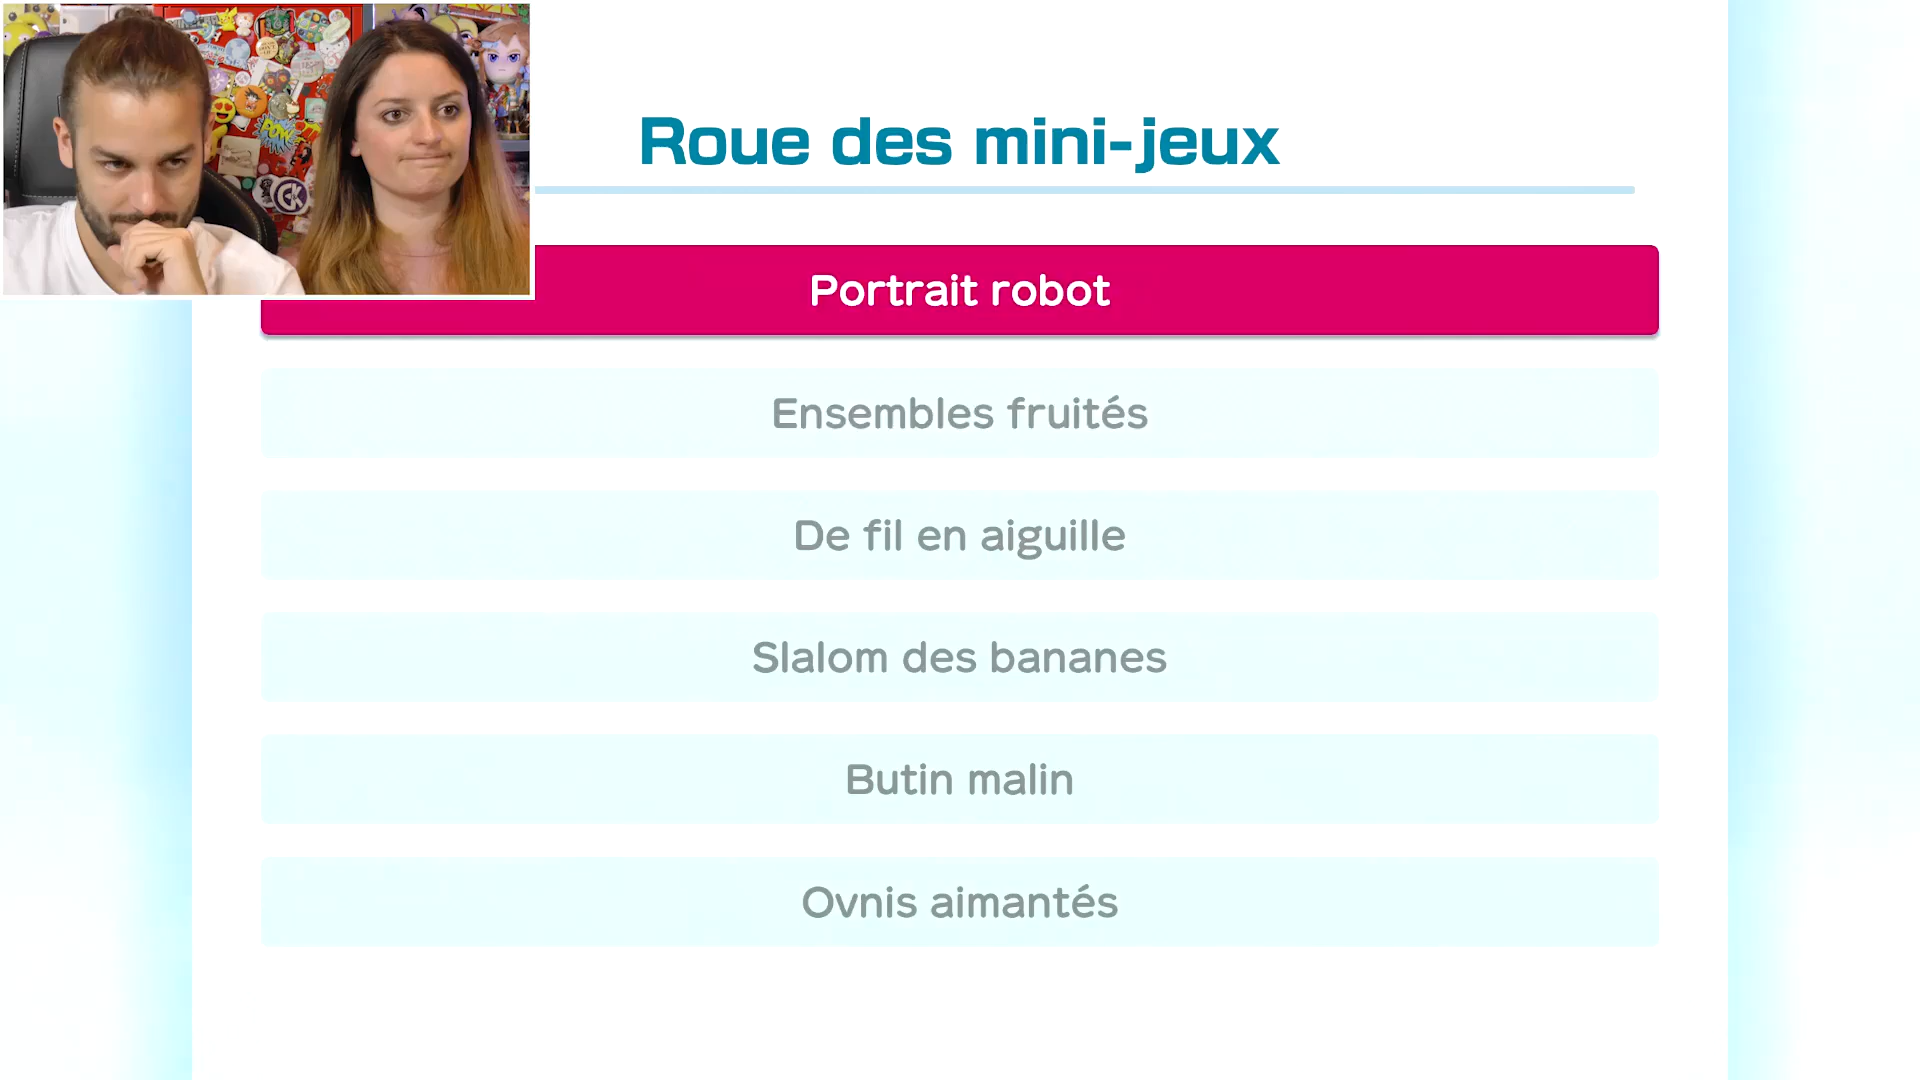 Roue des mini-jeux
Portrait robot
Ensembles fruités
De fil en aiguille
Slalom des bananes
Butin malin
Ovnis aimantés